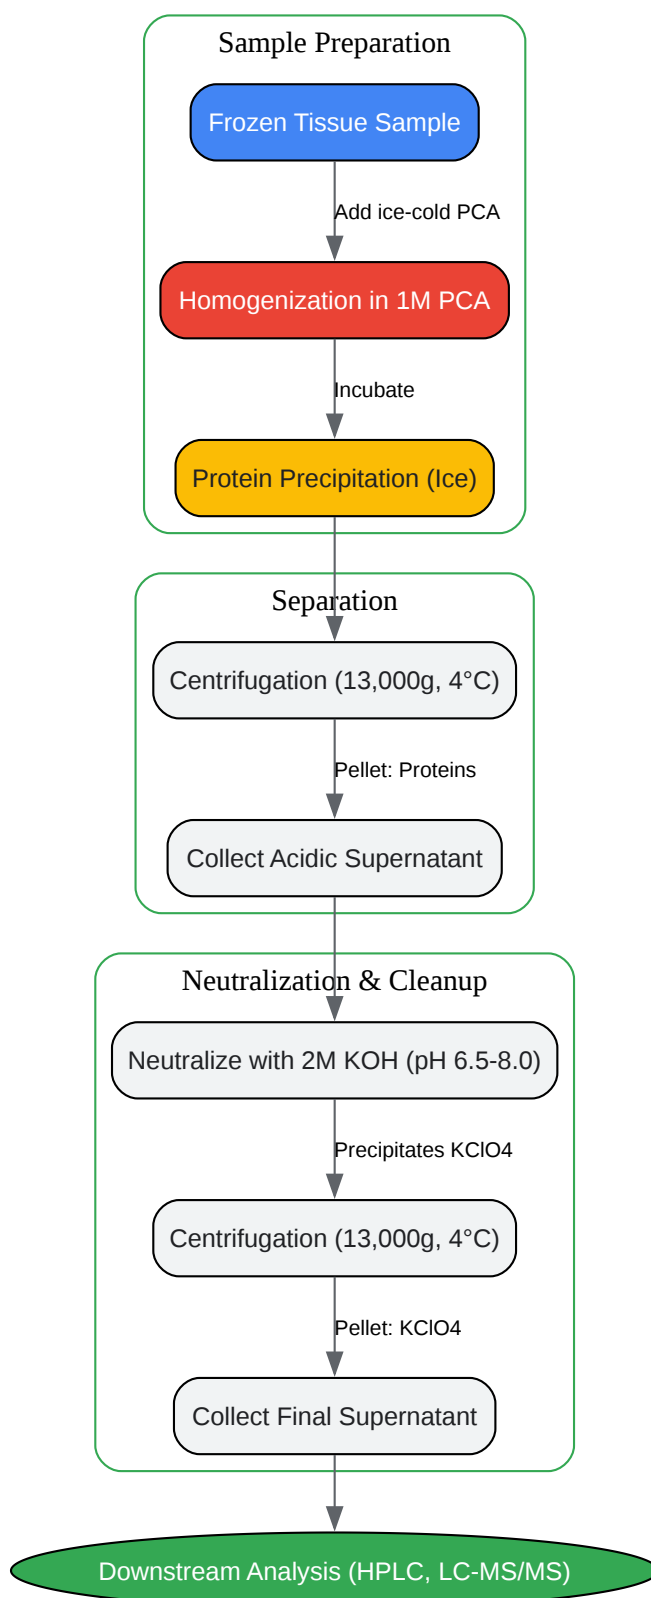 Sample Preparation
Frozen Tissue Sample
Add ice-cold PCA
Homogenization in 1M PCA
Incubate
Protein Precipitation (Ice)
Separation
Centrifugation (13,000g, 4°C)
Pellet: Proteins
Collect Acidic Supernatant
Neutralization & Cleanup
Neutralize with 2M KOH (pH 6.5-8.0)
Precipitates KClO4
Centrifugation (13,000g, 4°C)
Pellet: KClO4
Collect Final Supernatant
Downstream Analysis (HPLC, LC-MS/MS)